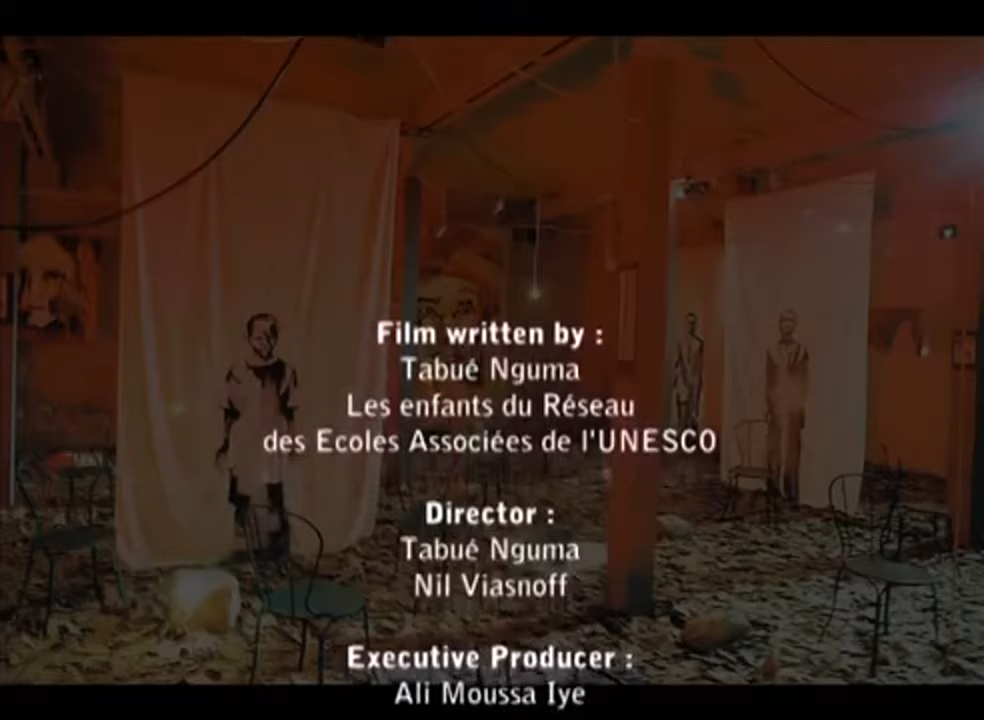 Film written by :
Tabué Nguma
Les enfants du Réseau
des Ecoles Associées de l'UNESCO
Director :
Tabué Nguma
Nil Viasnoff
Executive Producer :
Ali Moussa Iye